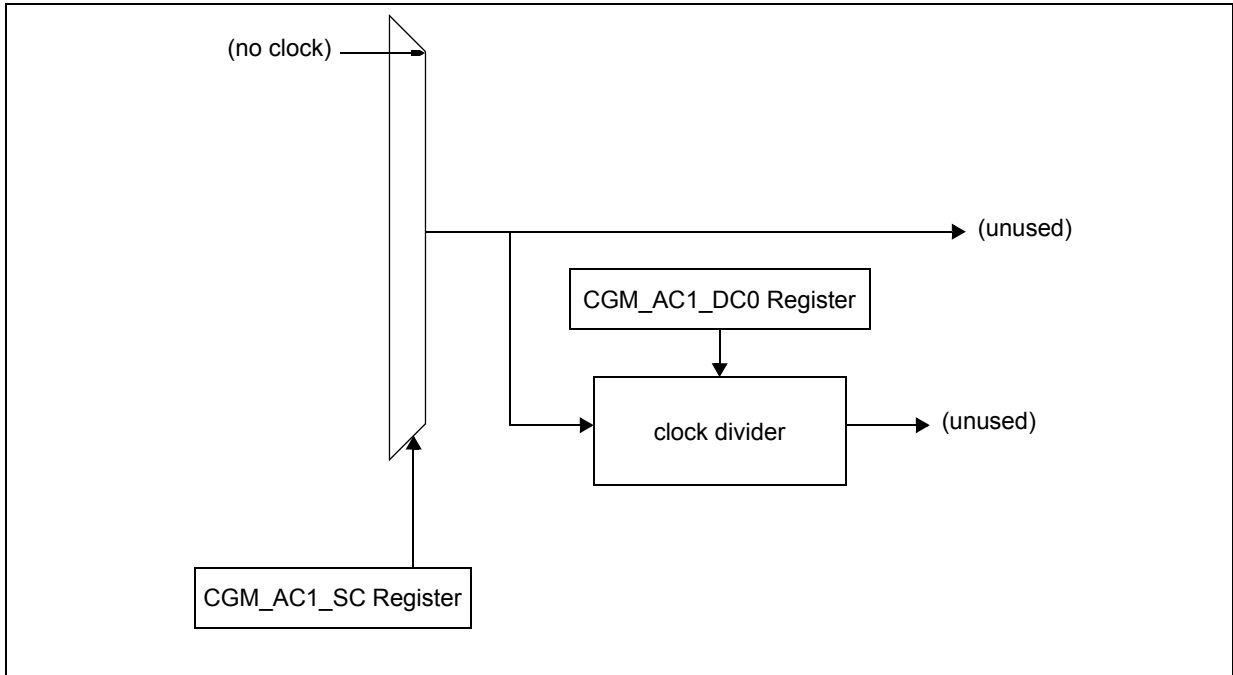 (no clock)
(unused)
CGM_AC1_DC0 Register
clock divider
(unused)
CGM_AC1_SC Register